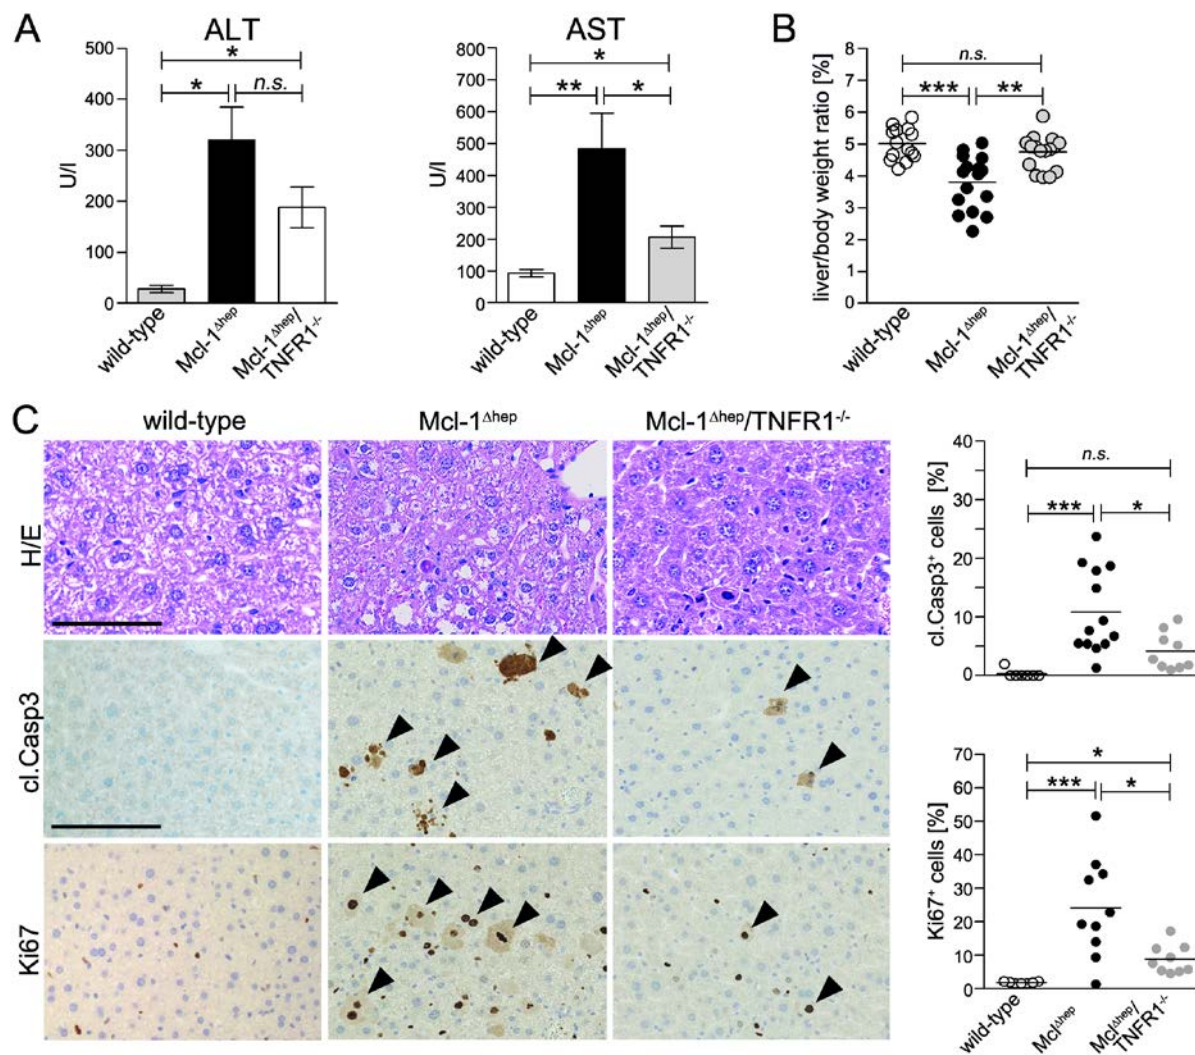 A
ALT
U/l
500
400
300
200
100
0
*
*
n.s.
wild-type
Mcl-1Δhep
Mcl-1Δhep/
TNFR1-/-
AST
U/l
800
700
600
500
400
300
200
100
0
*
**
*
wild-type
Mcl-1Δhep
Mcl-1Δhep/
TNFR1-/-
B
liver/body weight ratio [%]
8
7
6
5
4
3
2
1
0
n.s.
***
**
wild-type
Mcl-1Δhep
Mcl-1Δhep/
TNFR1-/-
C
wild-type
Mcl-1Δhep
Mcl-1Δhep/TNFR1-/-
H/E
cl.Casp3
Ki67
cl.Casp3+ cells [%]
40
30
20
10
0
n.s.
***
*
Ki67+ cells [%]
70
60
50
40
30
20
10
0
*
***
*
wild-type
MclΔhep
MclΔhep/
TNFR1-/-